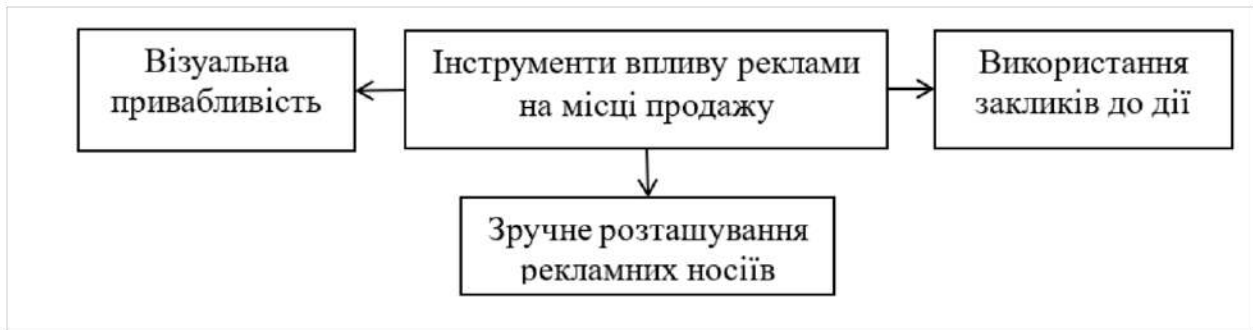 Візуальна
привабливість
Інструменти впливу реклами
на місці продажу
Використання
закликів до дії
Зручне розташування
рекламних носіїв